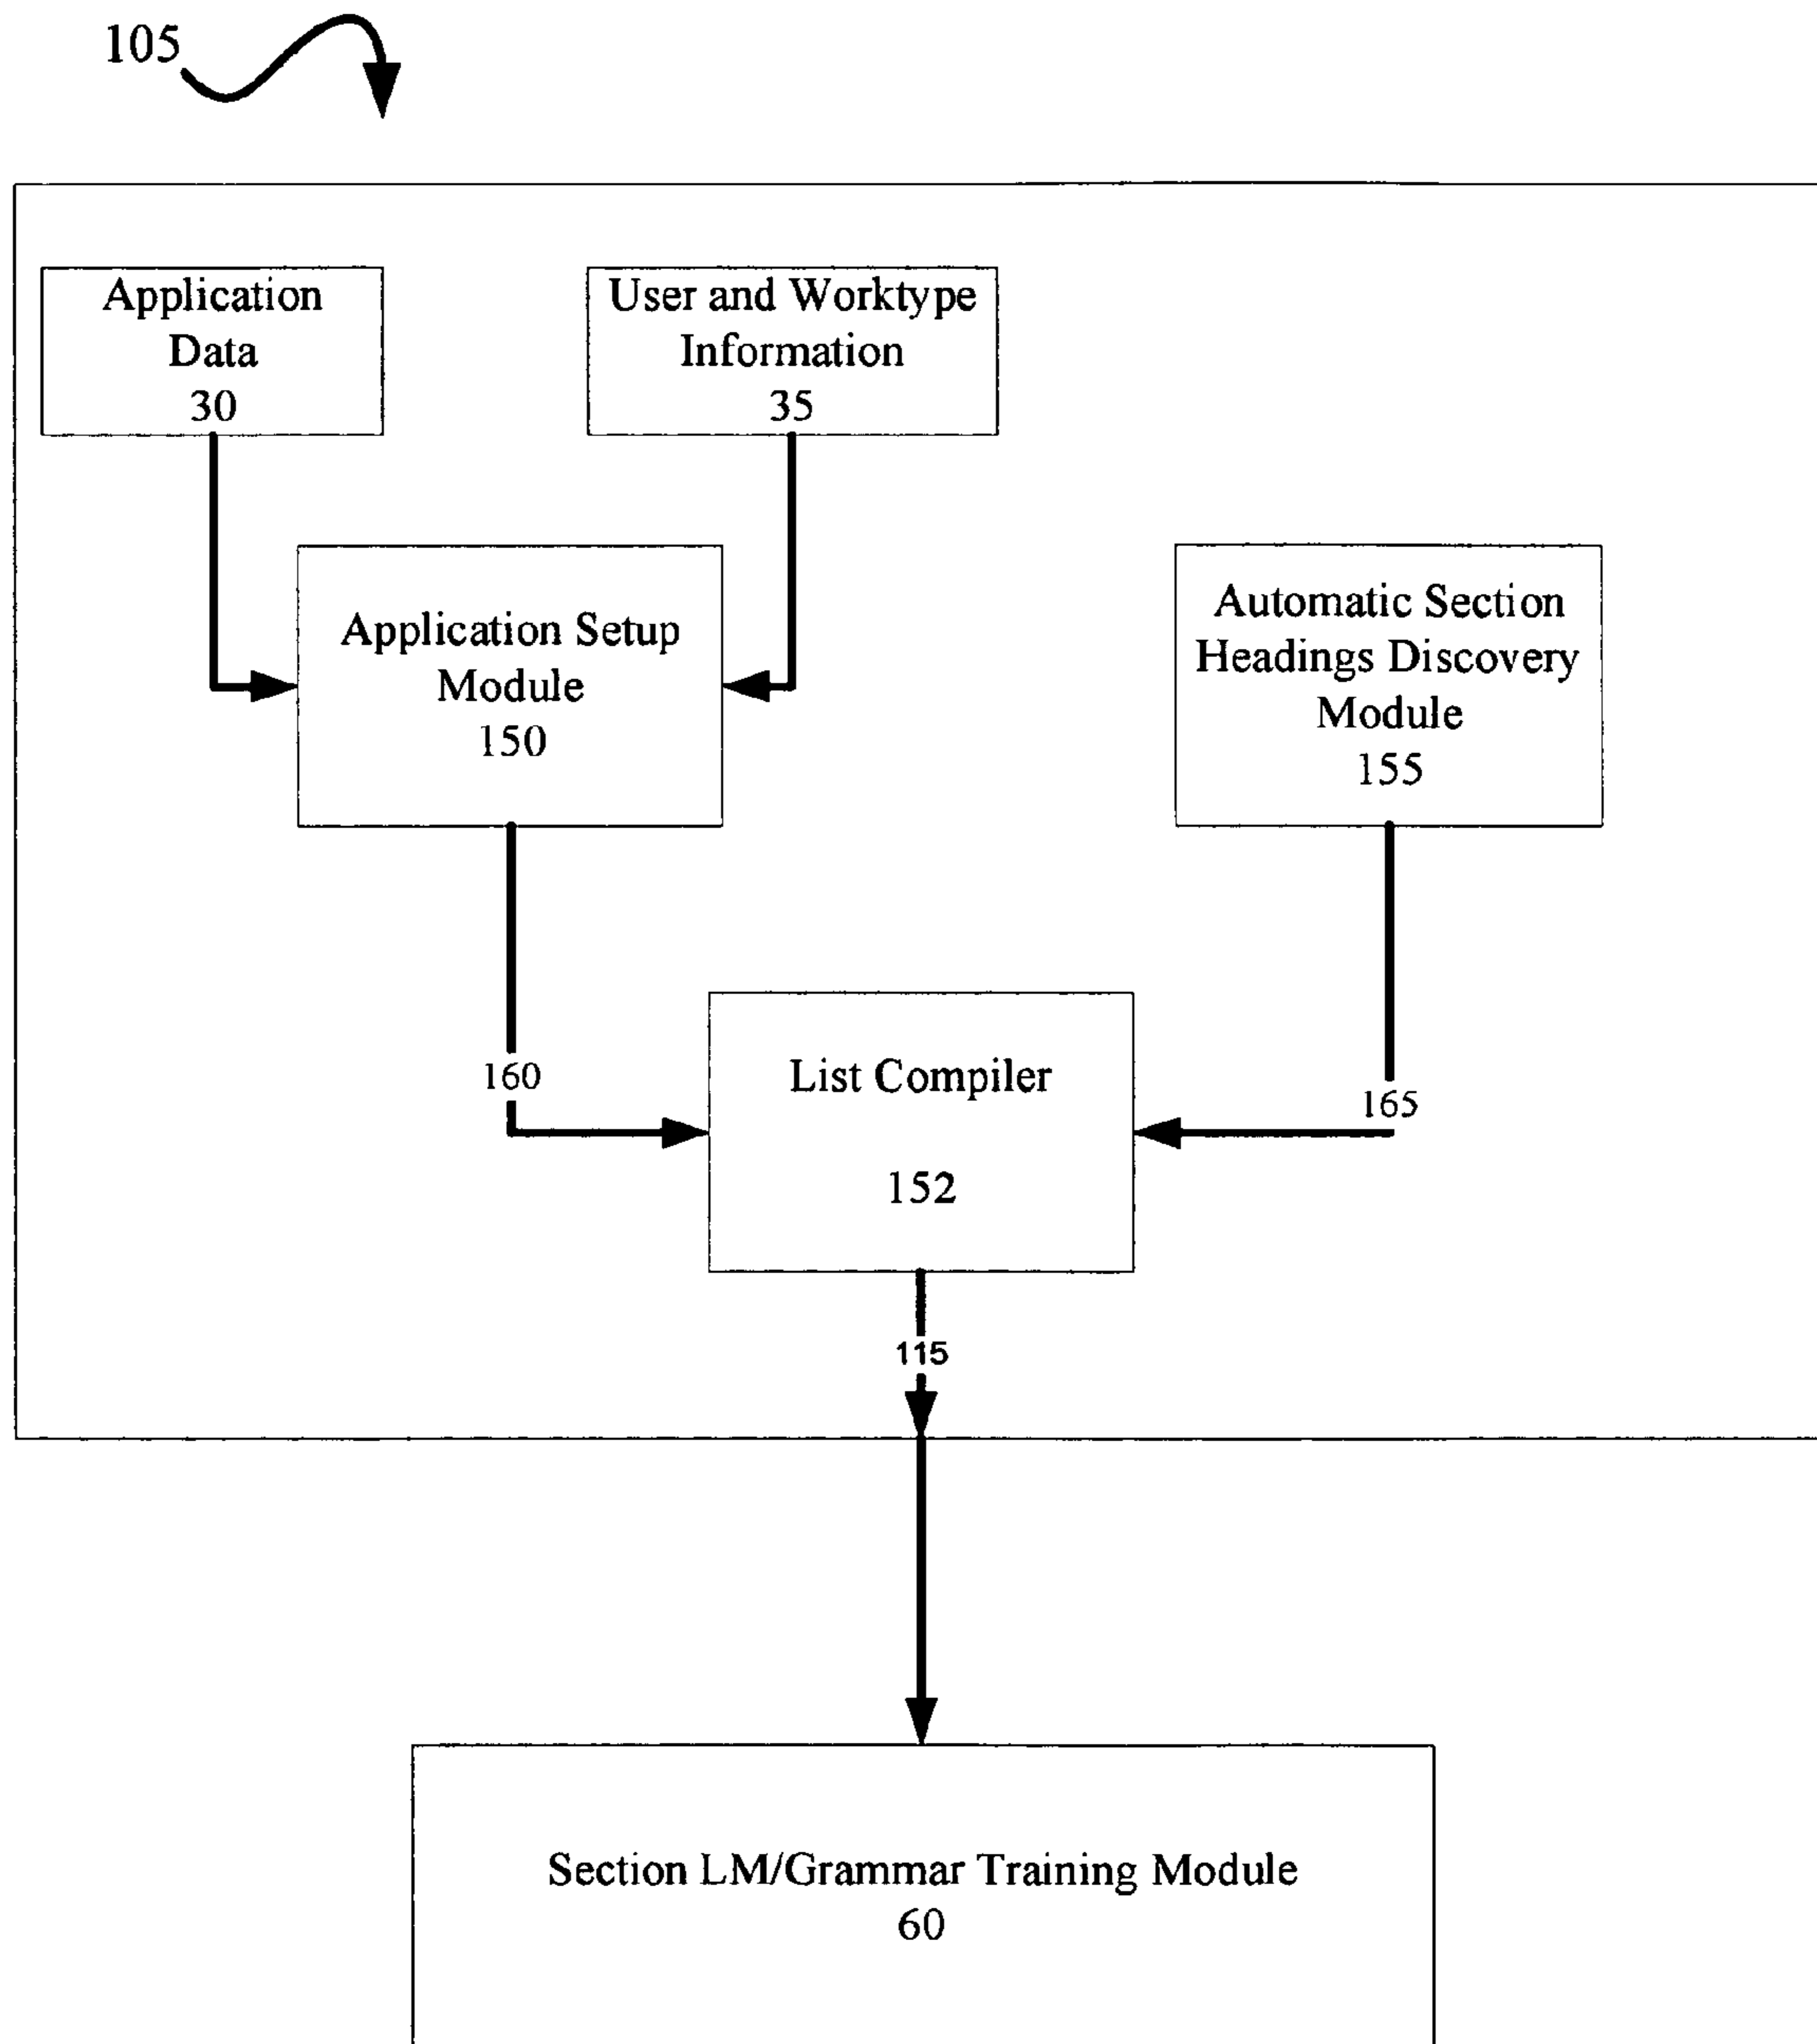 105
Application
Data
30
User and Worktype
Information
35
Application Setup
Module
150
Automatic Section
Headings Discovery
Module
155
160
List Compiler
152
165
115
Section LM/Grammar Training Module
60